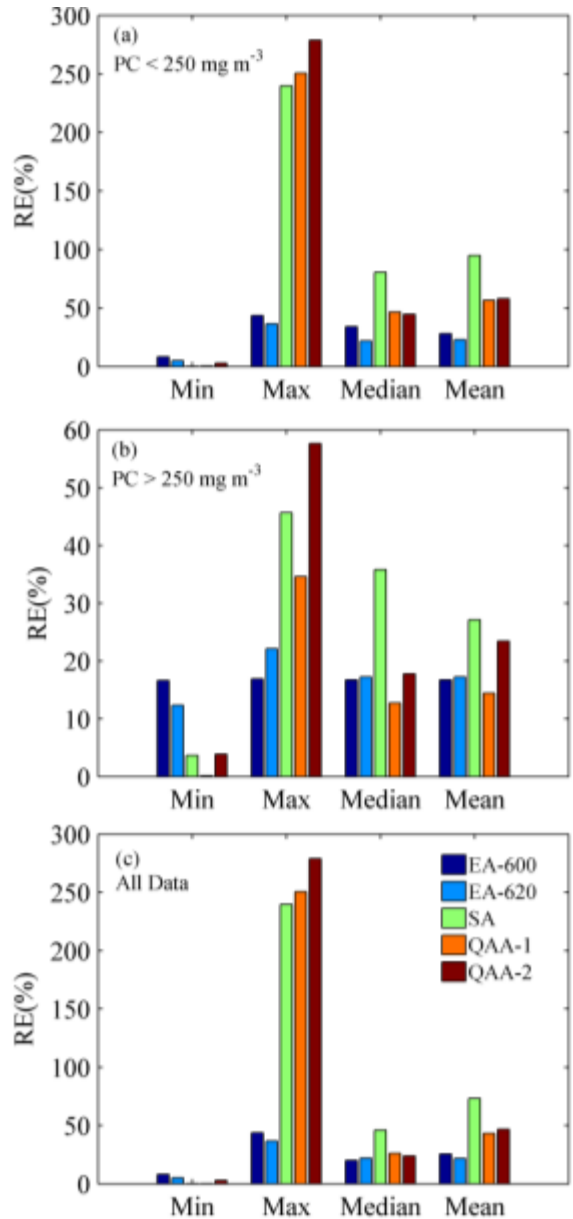 300
(a)
PC < 250 mg m⁻³
250
200
RE(%)
150
100
50
0
Min Max Median Mean
60
(b)
PC > 250 mg m⁻³
50
40
RE(%)
30
20
10
0
Min Max Median Mean
300
(c)
All Data
EA-600
250
EA-620
SA
200
QAA-1
QAA-2
RE(%)
150
100
50
0
Min Max Median Mean